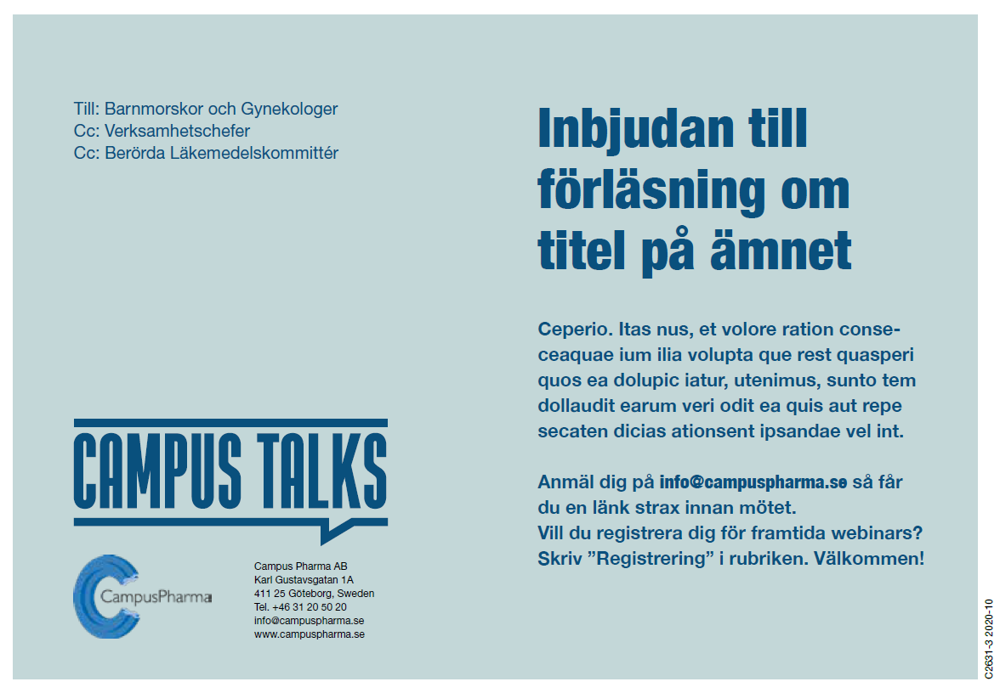 Till: Barnmorskor och Gynekologer
Cc: Verksamhetschefer
Cc: Berörda Läkemedelskommittér
CAMPUS TALKS
CampusPharma
Campus Pharma AB
Karl Gustavsgatan 1A
411 25 Göteborg, Sweden
Tel. +46 31 20 50 20
info@campuspharma.se
www.campuspharma.se
Inbjudan till
förläsning om
titel på ämnet
Ceperio. Itas nus, et volore ration conse-
ceaquae ium ilia volupta que rest quasperi
quos ea dolupic iatur, utenimus, sunto tem
dollaudit earum veri odit ea quis aut repe
secaten dicias ationsent ipsandae vel int.
Anmäl dig på info@campuspharma.se så får
du en länk strax innan mötet.
Vill du registrera dig för framtida webinars?
Skriv ”Registrering” i rubriken. Välkommen!
C2631-3 2020-10